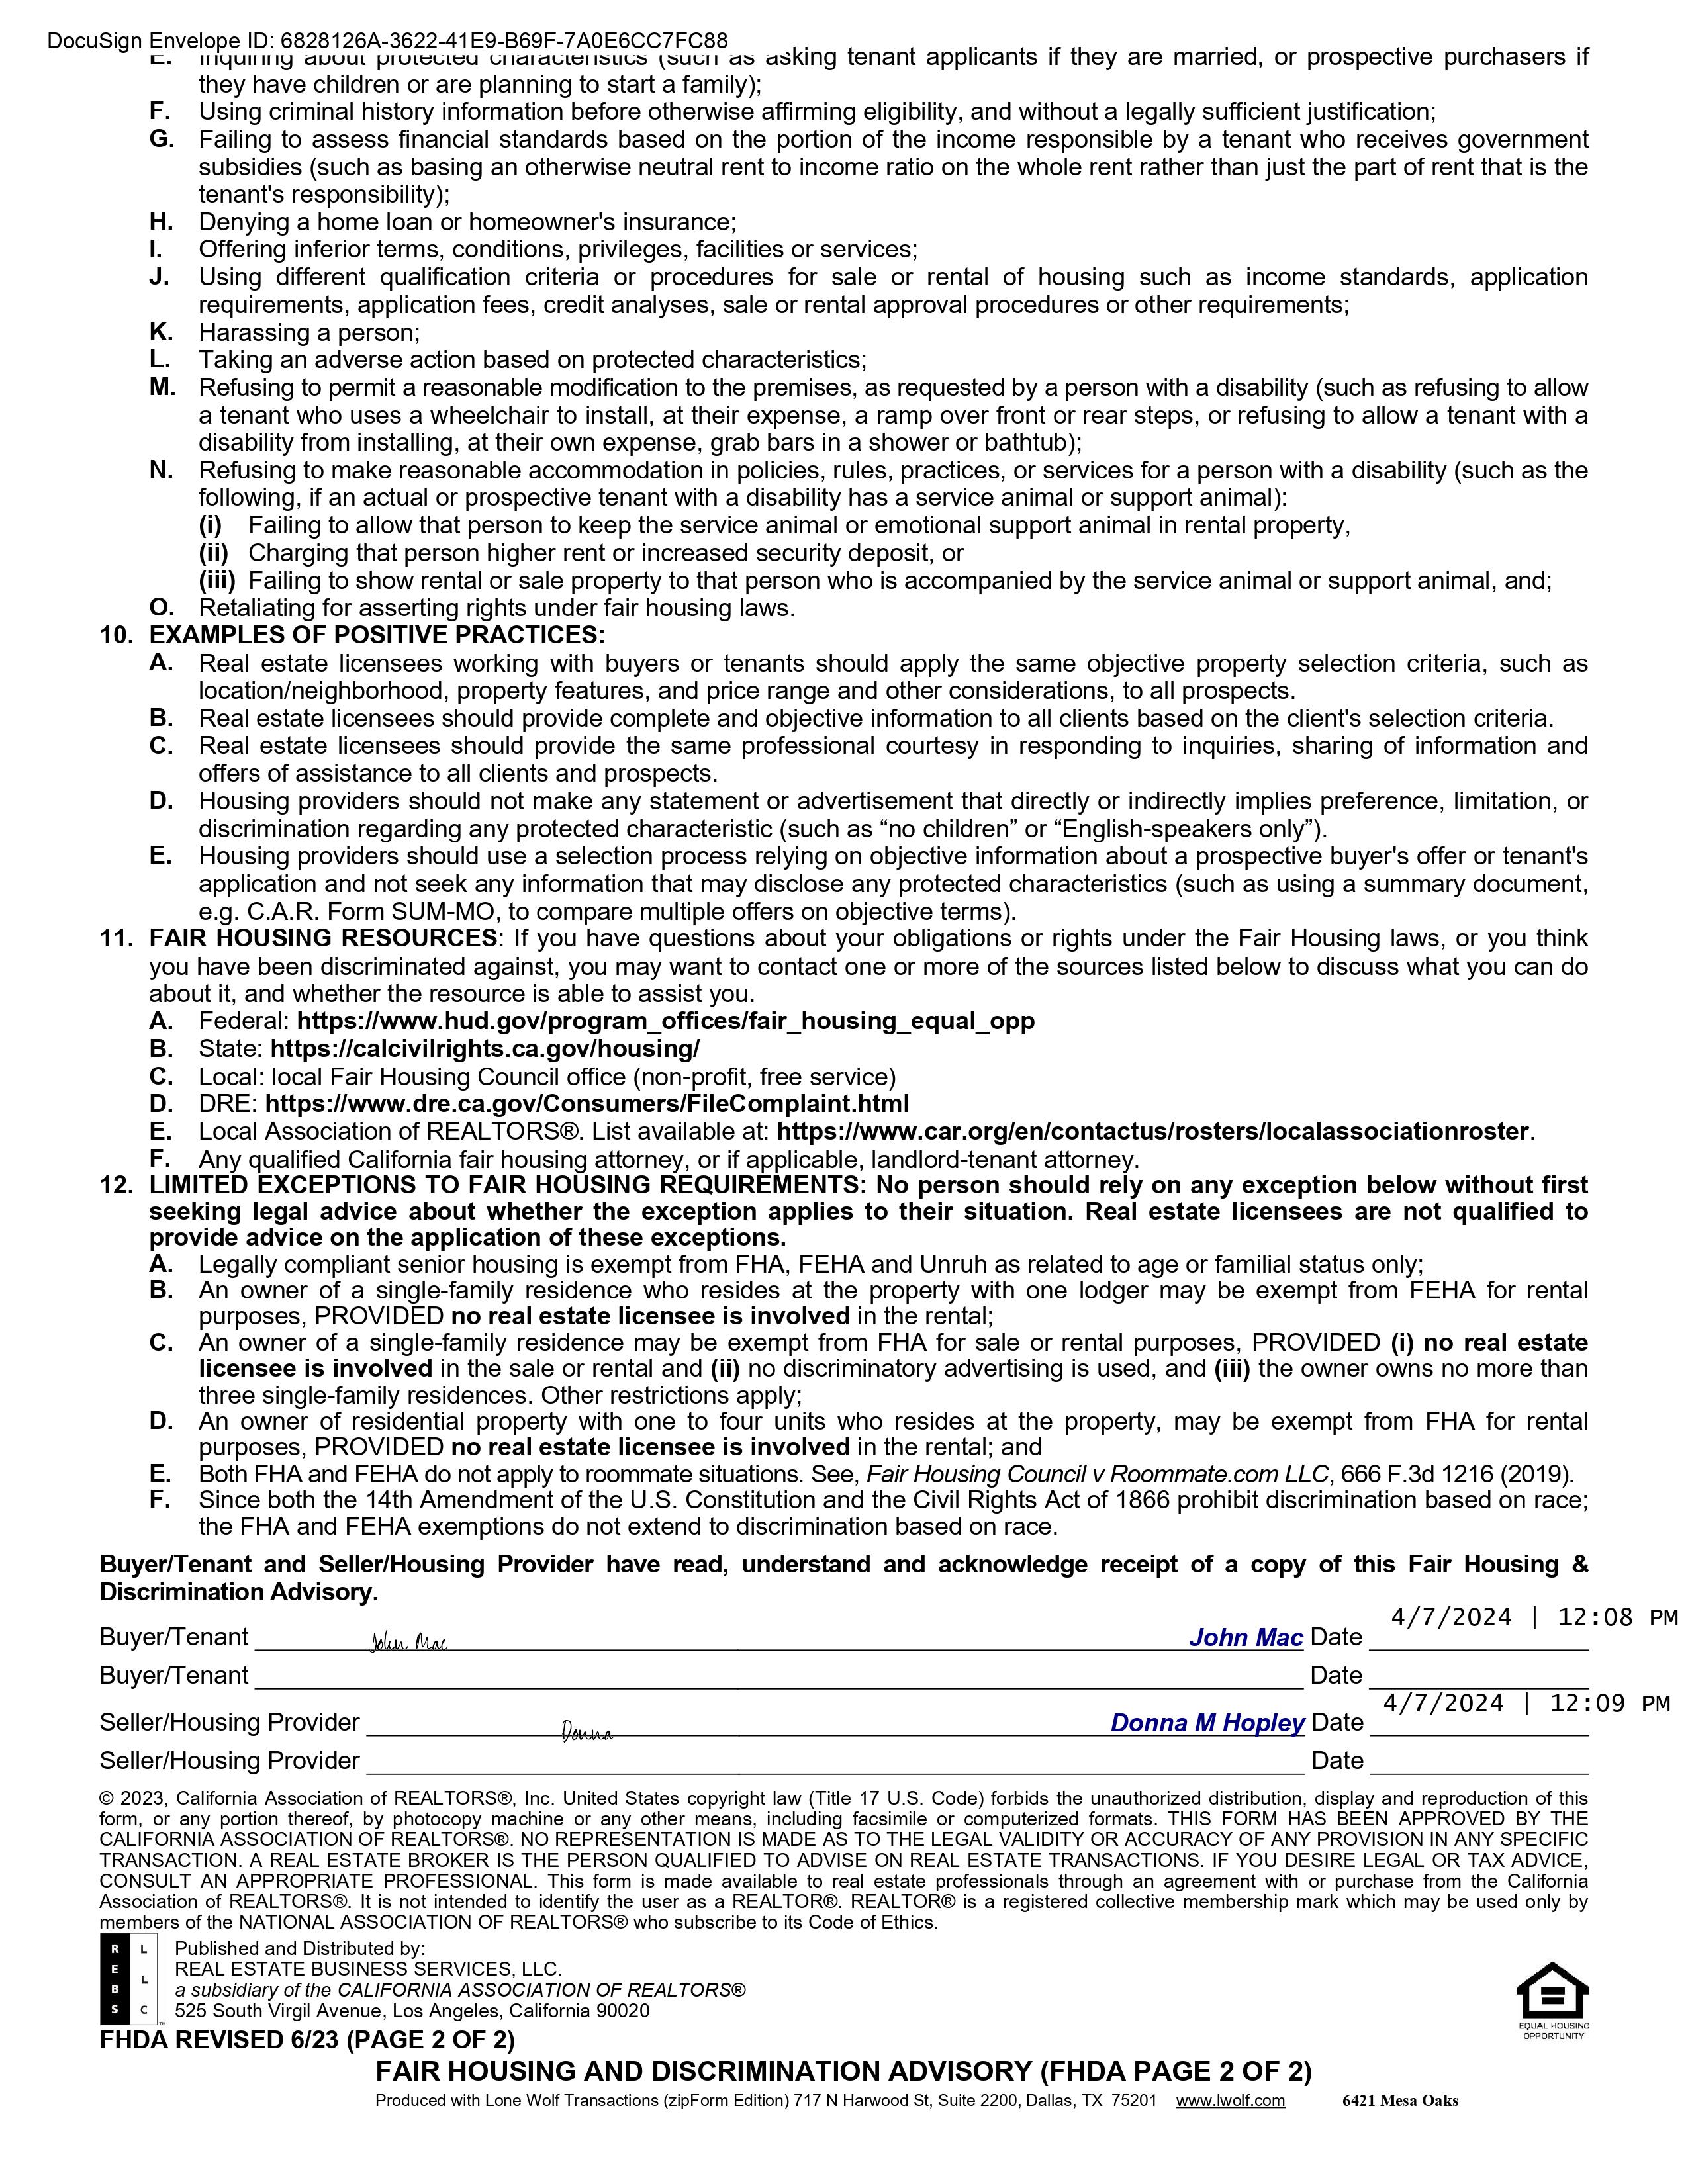 DocuSign Envelope ID: 6828126A-3622-41E9-B69F-7A0E6CC7FC88
E. Inquiring about protected characteristics (such as asking tenant applicants if they are married, or prospective purchasers if
they have children or are planning to start a family);
F. Using criminal history information before otherwise affirming eligibility, and without a legally sufficient justification;
G. Failing to assess financial standards based on the portion of the income responsible by a tenant who receives government
subsidies (such as basing an otherwise neutral rent to income ratio on the whole rent rather than just the part of rent that is the
tenant's responsibility);
H. Denying a home loan or homeowner's insurance;
I. Offering inferior terms, conditions, privileges, facilities or services;
J. Using different qualification criteria or procedures for sale or rental of housing such as income standards, application
requirements, application fees, credit analyses, sale or rental approval procedures or other requirements;
K. Harassing a person;
L. Taking an adverse action based on protected characteristics;
M. Refusing to permit a reasonable modification to the premises, as requested by a person with a disability (such as refusing to allow
a tenant who uses a wheelchair to install, at their expense, a ramp over front or rear steps, or refusing to allow a tenant with a
disability from installing, at their own expense, grab bars in a shower or bathtub);
N. Refusing to make reasonable accommodation in policies, rules, practices, or services for a person with a disability (such as the
following, if an actual or prospective tenant with a disability has a service animal or support animal):
(i) Failing to allow that person to keep the service animal or emotional support animal in rental property,
(ii) Charging that person higher rent or increased security deposit, or
(iii) Failing to show rental or sale property to that person who is accompanied by the service animal or support animal, and;
O. Retaliating for asserting rights under fair housing laws.
10. EXAMPLES OF POSITIVE PRACTICES:
A. Real estate licensees working with buyers or tenants should apply the same objective property selection criteria, such as
location/neighborhood, property features, and price range and other considerations, to all prospects.
B. Real estate licensees should provide complete and objective information to all clients based on the client's selection criteria.
C. Real estate licensees should provide the same professional courtesy in responding to inquiries, sharing of information and
offers of assistance to all clients and prospects.
D. Housing providers should not make any statement or advertisement that directly or indirectly implies preference, limitation, or
discrimination regarding any protected characteristic (such as “no children” or “English-speakers only”).
E. Housing providers should use a selection process relying on objective information about a prospective buyer's offer or tenant's
application and not seek any information that may disclose any protected characteristics (such as using a summary document,
e.g. C.A.R. Form SUM-MO, to compare multiple offers on objective terms).
11. FAIR HOUSING RESOURCES: If you have questions about your obligations or rights under the Fair Housing laws, or you think
you have been discriminated against, you may want to contact one or more of the sources listed below to discuss what you can do
about it, and whether the resource is able to assist you.
A. Federal: https://www.hud.gov/program_offices/fair_housing_equal_opp
B. State: https://calcivilrights.ca.gov/housing/
C. Local: local Fair Housing Council office (non-profit, free service)
D. DRE: https://www.dre.ca.gov/Consumers/FileComplaint.html
E. Local Association of REALTORS®. List available at: https://www.car.org/en/contactus/rosters/localassociationroster.
F. Any qualified California fair housing attorney, or if applicable, landlord-tenant attorney.
12. LIMITED EXCEPTIONS TO FAIR HOUSING REQUIREMENTS: No person should rely on any exception below without first
seeking legal advice about whether the exception applies to their situation. Real estate licensees are not qualified to
provide advice on the application of these exceptions.
A. Legally compliant senior housing is exempt from FHA, FEHA and Unruh as related to age or familial status only;
B. An owner of a single-family residence who resides at the property with one lodger may be exempt from FEHA for rental
purposes, PROVIDED no real estate licensee is involved in the rental;
C. An owner of a single-family residence may be exempt from FHA for sale or rental purposes, PROVIDED (i) no real estate
licensee is involved in the sale or rental and (ii) no discriminatory advertising is used, and (iii) the owner owns no more than
three single-family residences. Other restrictions apply;
D. An owner of residential property with one to four units who resides at the property, may be exempt from FHA for rental
purposes, PROVIDED no real estate licensee is involved in the rental; and
E. Both FHA and FEHA do not apply to roommate situations. See, Fair Housing Council v Roommate.com LLC, 666 F.3d 1216 (2019).
F. Since both the 14th Amendment of the U.S. Constitution and the Civil Rights Act of 1866 prohibit discrimination based on race;
the FHA and FEHA exemptions do not extend to discrimination based on race.
Buyer/Tenant and Seller/Housing Provider have read, understand and acknowledge receipt of a copy of this Fair Housing &
Discrimination Advisory.
Buyer/Tenant John Mac John Mac Date 4/7/2024 | 12:08 PM
Buyer/Tenant Date
Seller/Housing Provider Donna Donna M Hopley Date 4/7/2024 | 12:09 PM
Seller/Housing Provider Date
© 2023, California Association of REALTORS®, Inc. United States copyright law (Title 17 U.S. Code) forbids the unauthorized distribution, display and reproduction of this
form, or any portion thereof, by photocopy machine or any other means, including facsimile or computerized formats. THIS FORM HAS BEEN APPROVED BY THE
CALIFORNIA ASSOCIATION OF REALTORS®. NO REPRESENTATION IS MADE AS TO THE LEGAL VALIDITY OR ACCURACY OF ANY PROVISION IN ANY SPECIFIC
TRANSACTION. A REAL ESTATE BROKER IS THE PERSON QUALIFIED TO ADVISE ON REAL ESTATE TRANSACTIONS. IF YOU DESIRE LEGAL OR TAX ADVICE,
CONSULT AN APPROPRIATE PROFESSIONAL. This form is made available to real estate professionals through an agreement with or purchase from the California
Association of REALTORS®. It is not intended to identify the user as a REALTOR®. REALTOR® is a registered collective membership mark which may be used only by
members of the NATIONAL ASSOCIATION OF REALTORS® who subscribe to its Code of Ethics.
REBS LLC™
Published and Distributed by:
REAL ESTATE BUSINESS SERVICES, LLC.
a subsidiary of the CALIFORNIA ASSOCIATION OF REALTORS®
525 South Virgil Avenue, Los Angeles, California 90020
EQUAL HOUSING
OPPORTUNITY
FHDA REVISED 6/23 (PAGE 2 OF 2)
FAIR HOUSING AND DISCRIMINATION ADVISORY (FHDA PAGE 2 OF 2)
Produced with Lone Wolf Transactions (zipForm Edition) 717 N Harwood St, Suite 2200, Dallas, TX 75201 www.lwolf.com 6421 Mesa Oaks